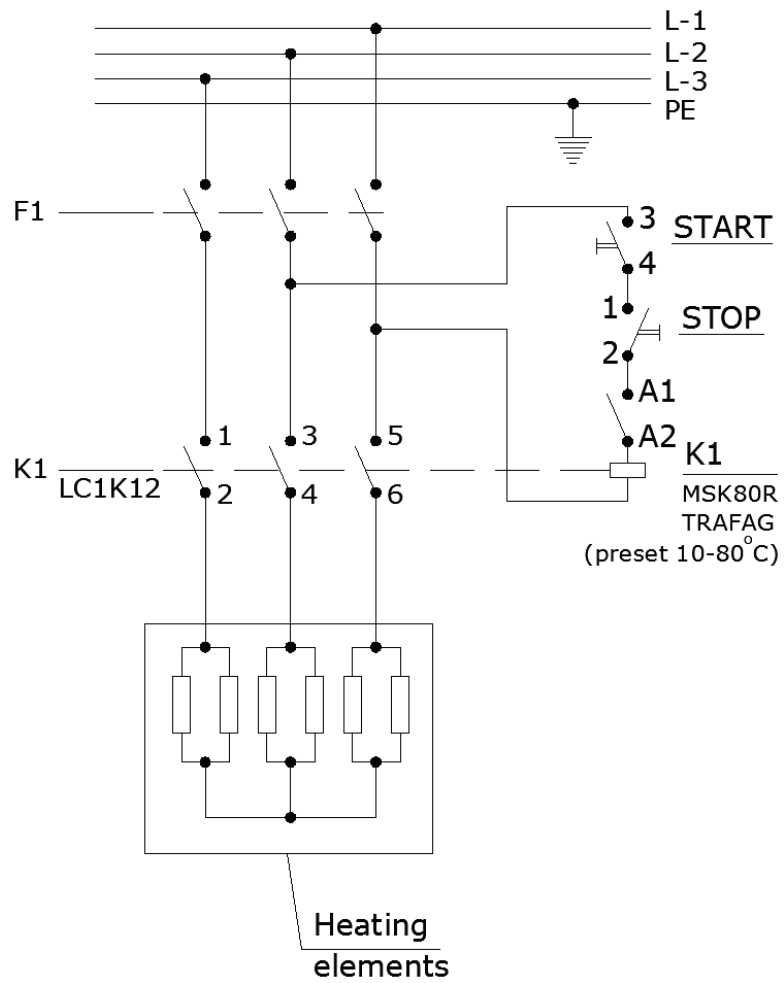 L-1
L-2
L-3
PE
F1
3
START
4
1
STOP
2
A1
A2
1
3
5
K1
LC1K12
2
4
6
K1
MSK80R
TRAFAG
(preset 10-80°C)
Heating
elements